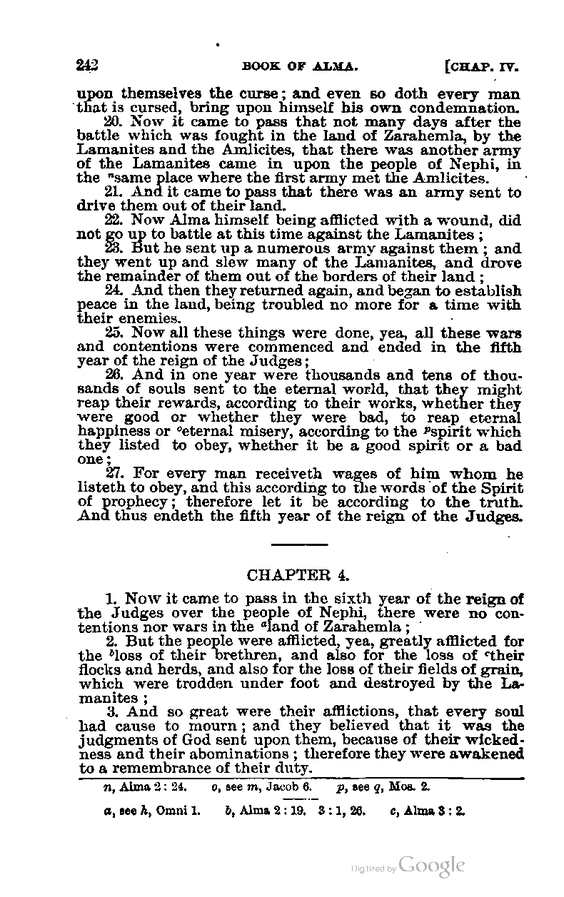 242 BOOK OF ALMA. [CHAP. IV.
upon themselves the curse; and even so doth every man
that is cursed, bring upon himself his own condemnation.
20. Now it came to pass that not many days after the
battle which was fought in the land of Zarahemla, by the
Lamanites and the Amlicites, that there was another army
of the Lamanites came in upon the people of Nephi, in
the ⁿsame place where the first army met the Amlicites.
21. And it came to pass that there was an army sent to
drive them out of their land.
22. Now Alma himself being afflicted with a wound, did
not go up to battle at this time against the Lamanites;
23. But he sent up a numerous army against them; and
they went up and slew many of the Lamanites, and drove
the remainder of them out of the borders of their land;
24. And then they returned again, and began to establish
peace in the land, being troubled no more for a time with
their enemies.
25. Now all these things were done, yea, all these wars
and contentions were commenced and ended in the fifth
year of the reign of the Judges;
26. And in one year were thousands and tens of thou-
sands of souls sent to the eternal world, that they might
reap their rewards, according to their works, whether they
were good or whether they were bad, to reap eternal
happiness or ᵒeternal misery, according to the ᵖspirit which
they listed to obey, whether it be a good spirit or a bad
one;
27. For every man receiveth wages of him whom he
listeth to obey, and this according to the words of the Spirit
of prophecy; therefore let it be according to the truth.
And thus endeth the fifth year of the reign of the Judges.
CHAPTER 4.
1. Now it came to pass in the sixth year of the reign of
the Judges over the people of Nephi, there were no con-
tentions nor wars in the ᵃland of Zarahemla;
2. But the people were afflicted, yea, greatly afflicted for
the ᵇloss of their brethren, and also for the loss of ᶜtheir
flocks and herds, and also for the loss of their fields of grain,
which were trodden under foot and destroyed by the La-
manites;
3. And so great were their afflictions, that every soul
had cause to mourn; and they believed that it was the
judgments of God sent upon them, because of their wicked-
ness and their abominations; therefore they were awakened
to a remembrance of their duty.
n, Alma 2: 24. o, see m, Jacob 6. p, see q, Mos. 2.
a, see h, Omni 1. b, Alma 2: 19. 3: 1, 26. c, Alma 3: 2.
Digitized by Google